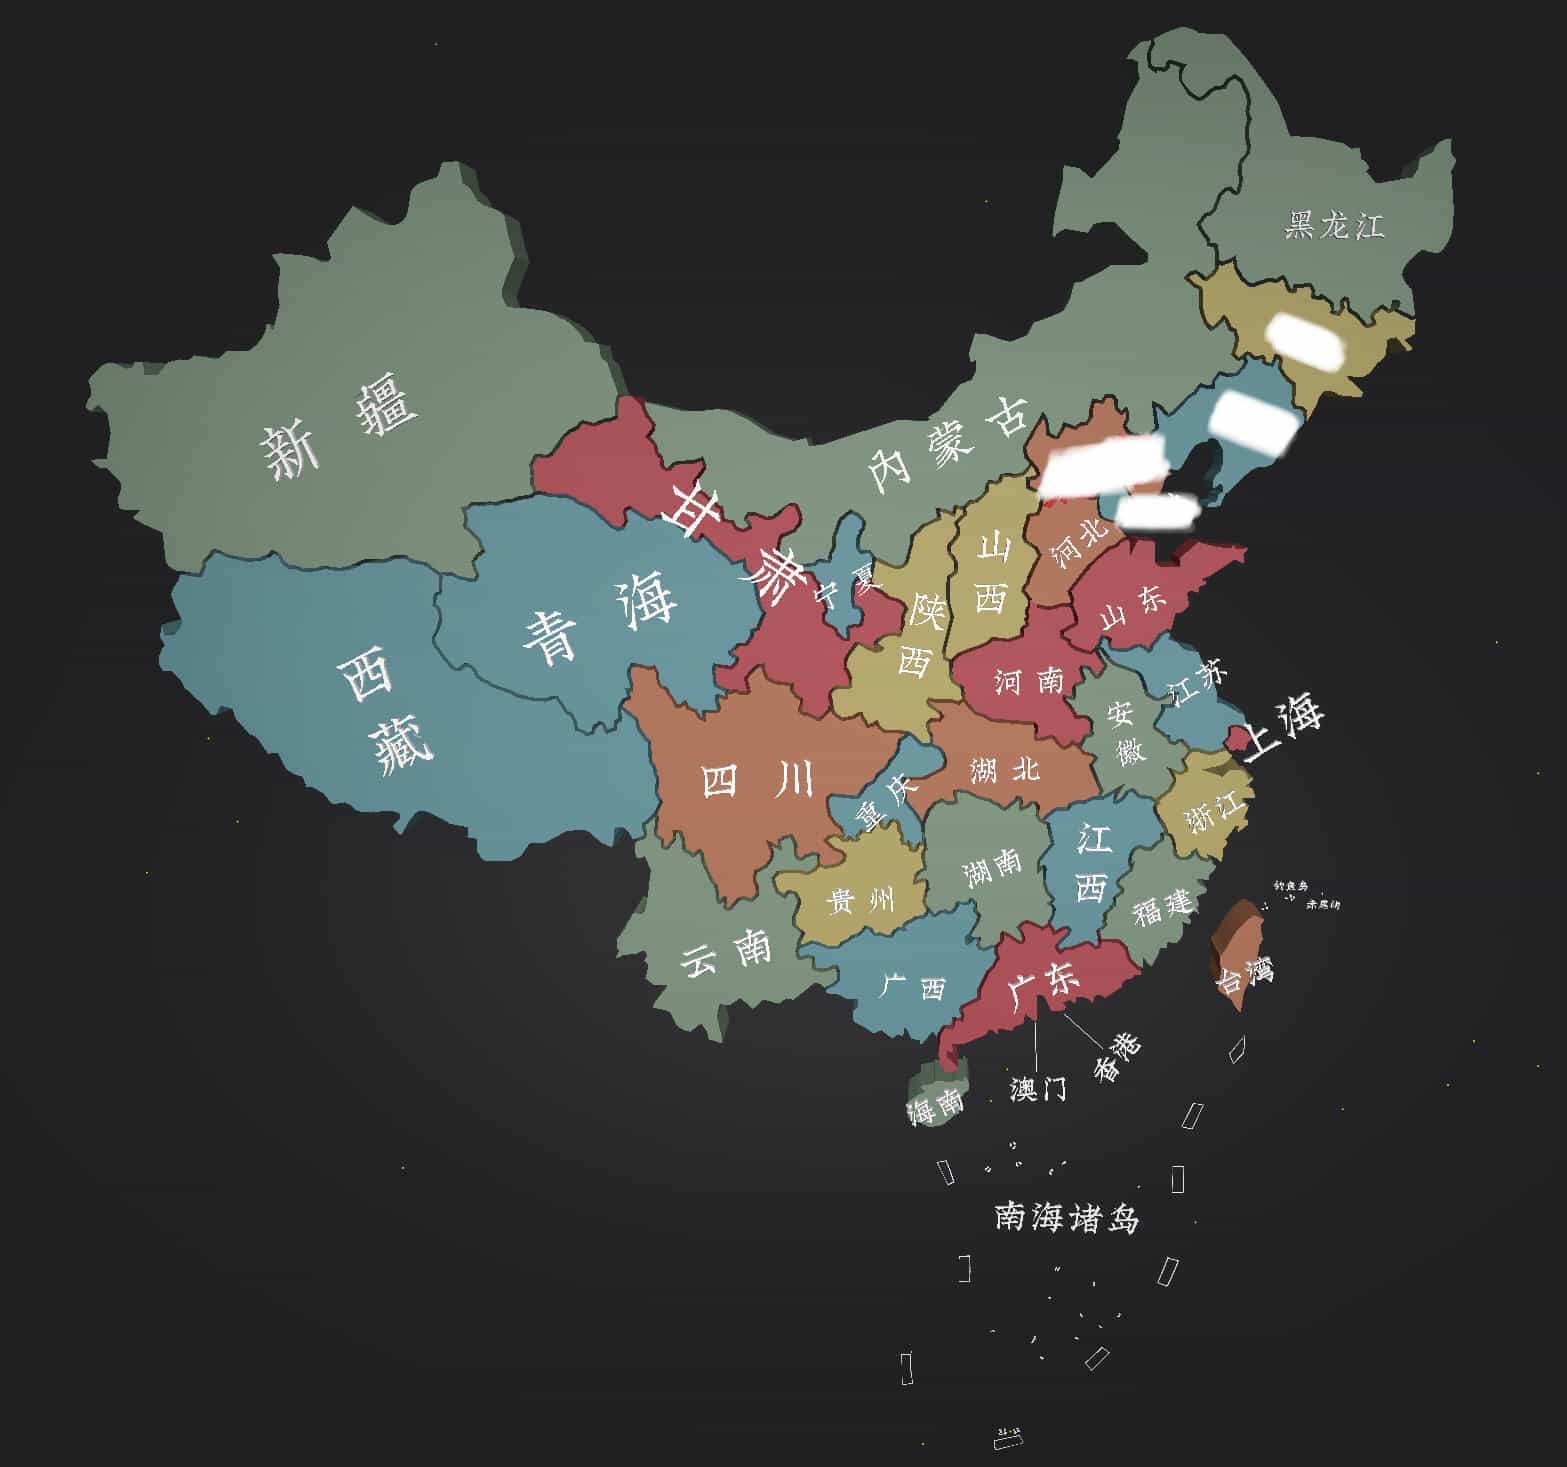 黑龙江
新疆
内蒙古
甘肃
宁夏
山西
陕西
河北
山东
青海
西藏
河南
江苏
安徽
上海
四川
重庆
湖北
浙江
湖南
江西
贵州
福建
云南
广西
广东
台湾
钓鱼岛
赤尾屿
香港
澳门
海南
南海诸岛